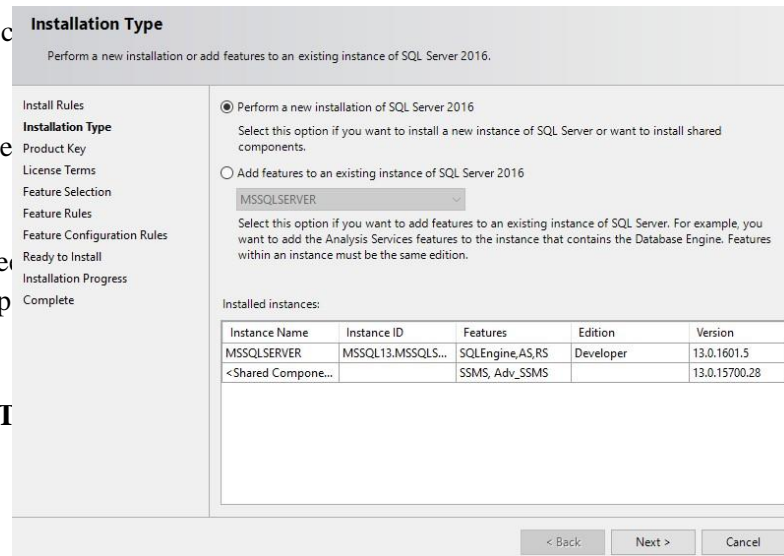 Installation Type
Perform a new installation or add features to an existing instance of SQL Server 2016.
Install Rules
Installation Type
Product Key
License Terms
Feature Selection
Feature Rules
Feature Configuration Rules
Ready to Install
Installation Progress
Complete
Perform a new installation of SQL Server 2016
Select this option if you want to install a new instance of SQL Server or want to install shared
components.
Add features to an existing instance of SQL Server 2016
MSSQLSERVER
Select this option if you want to add features to an existing instance of SQL Server. For example, you
want to add the Analysis Services features to the instance that contains the Database Engine. Features
within an instance must be the same edition.
Installed instances:
Instance Name Instance ID Features Edition Version
MSSQLSERVER MSSQL13.MSSQLS... SQLEngine,AS,RS Developer 13.0.1601.5
<Shared Compone... SSMS, Adv_SSMS 13.0.15700.28
< Back Next > Cancel